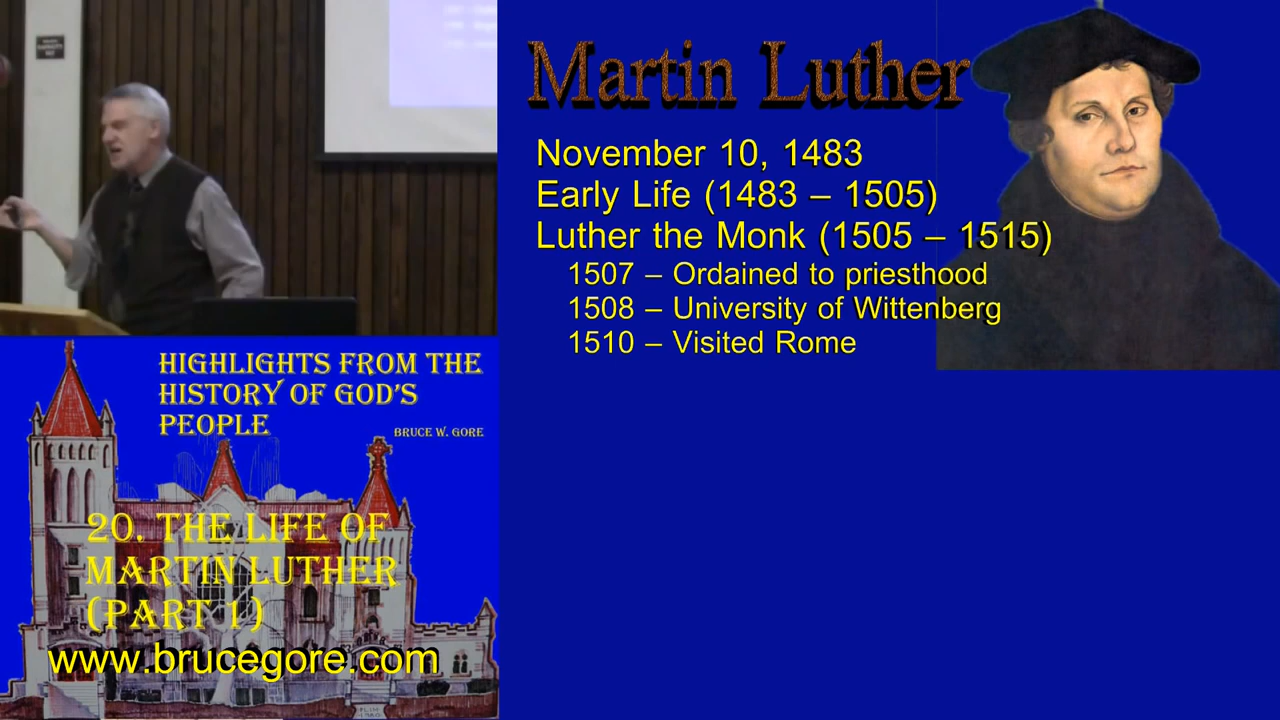 Martin Luther
November 10, 1483
Early Life (1483 – 1505)
Luther the Monk (1505 – 1515)
1507 – Ordained to priesthood
1508 – University of Wittenberg
1510 – Visited Rome
HIGHLIGHTS FROM THE
HISTORY OF GOD'S
PEOPLE
BRUCE W. GORE
20. THE LIFE OF
MARTIN LUTHER
(PART 1)
www.brucegore.com